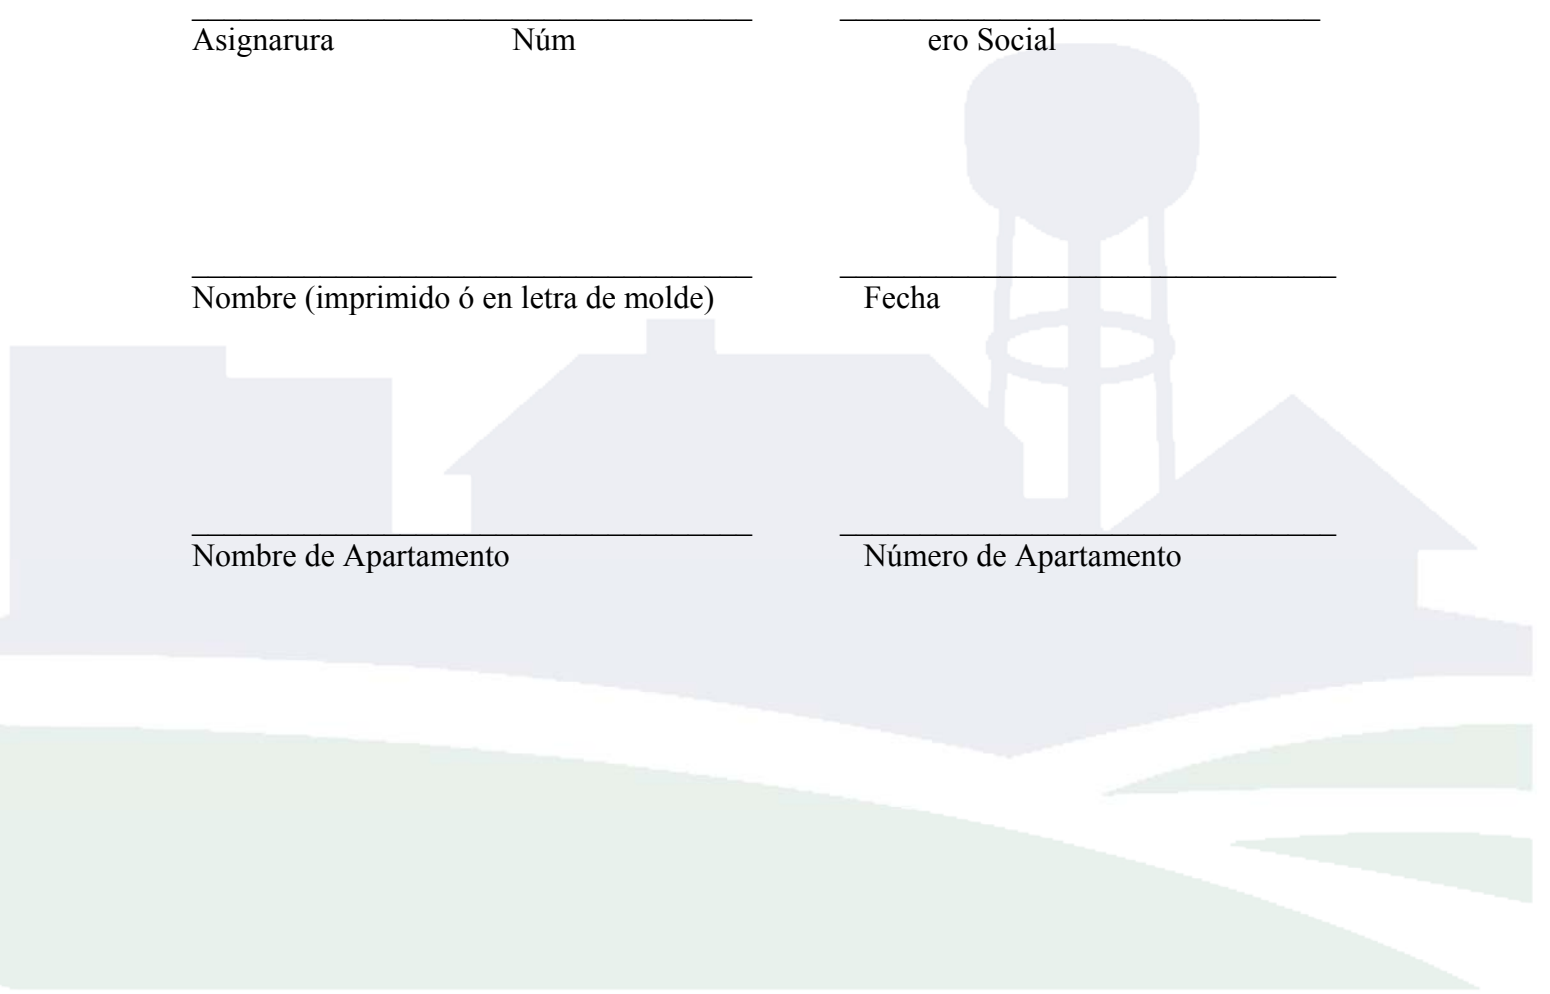 Asignarura Núm ero Social
Nombre (imprimido ó en letra de molde) Fecha
Nombre de Apartamento Número de Apartamento